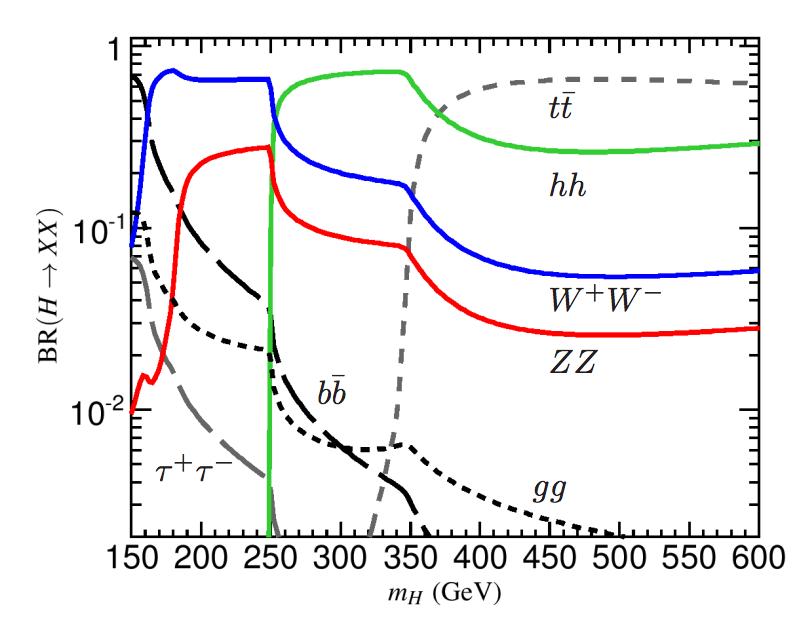 BR(H → XX)
1
10⁻¹
10⁻²
tt̄
hh
W⁺W⁻
ZZ
bb̄
τ⁺τ⁻
gg
150 200 250 300 350 400 450 500 550 600
m_H (GeV)